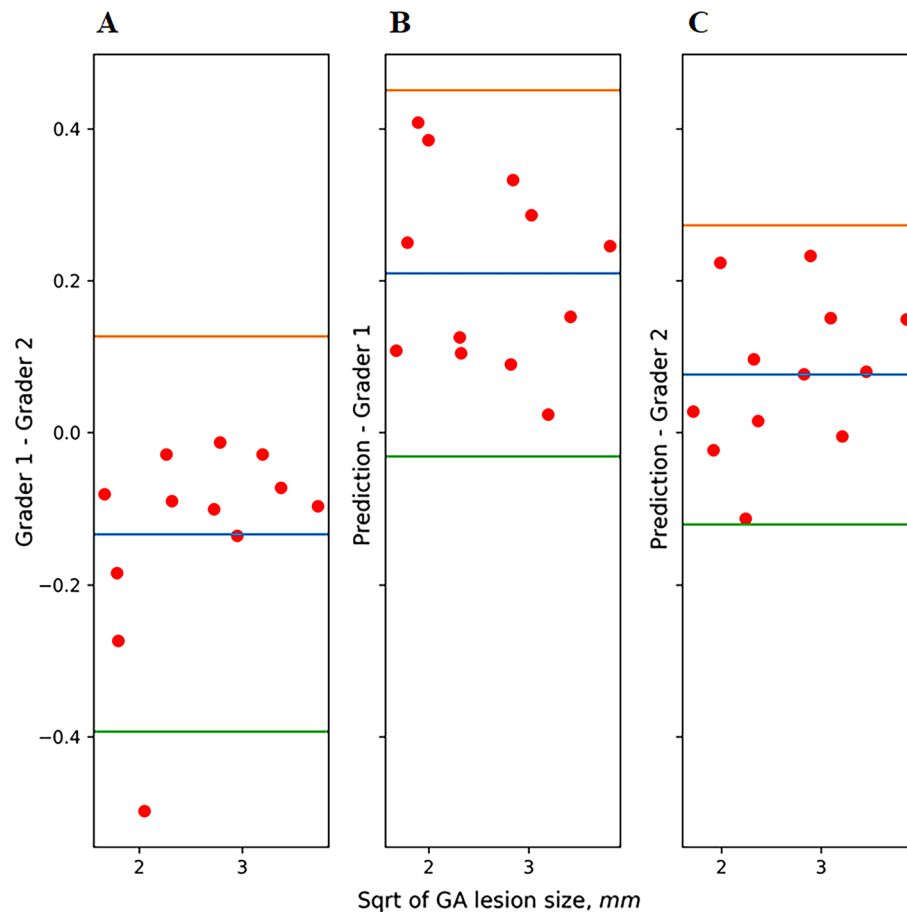 A
B
C
Grader 1 - Grader 2
0.4
0.2
0.0
−0.2
−0.4
2
3
Prediction - Grader 1
2
3
Prediction - Grader 2
2
3
Sqrt of GA lesion size, mm